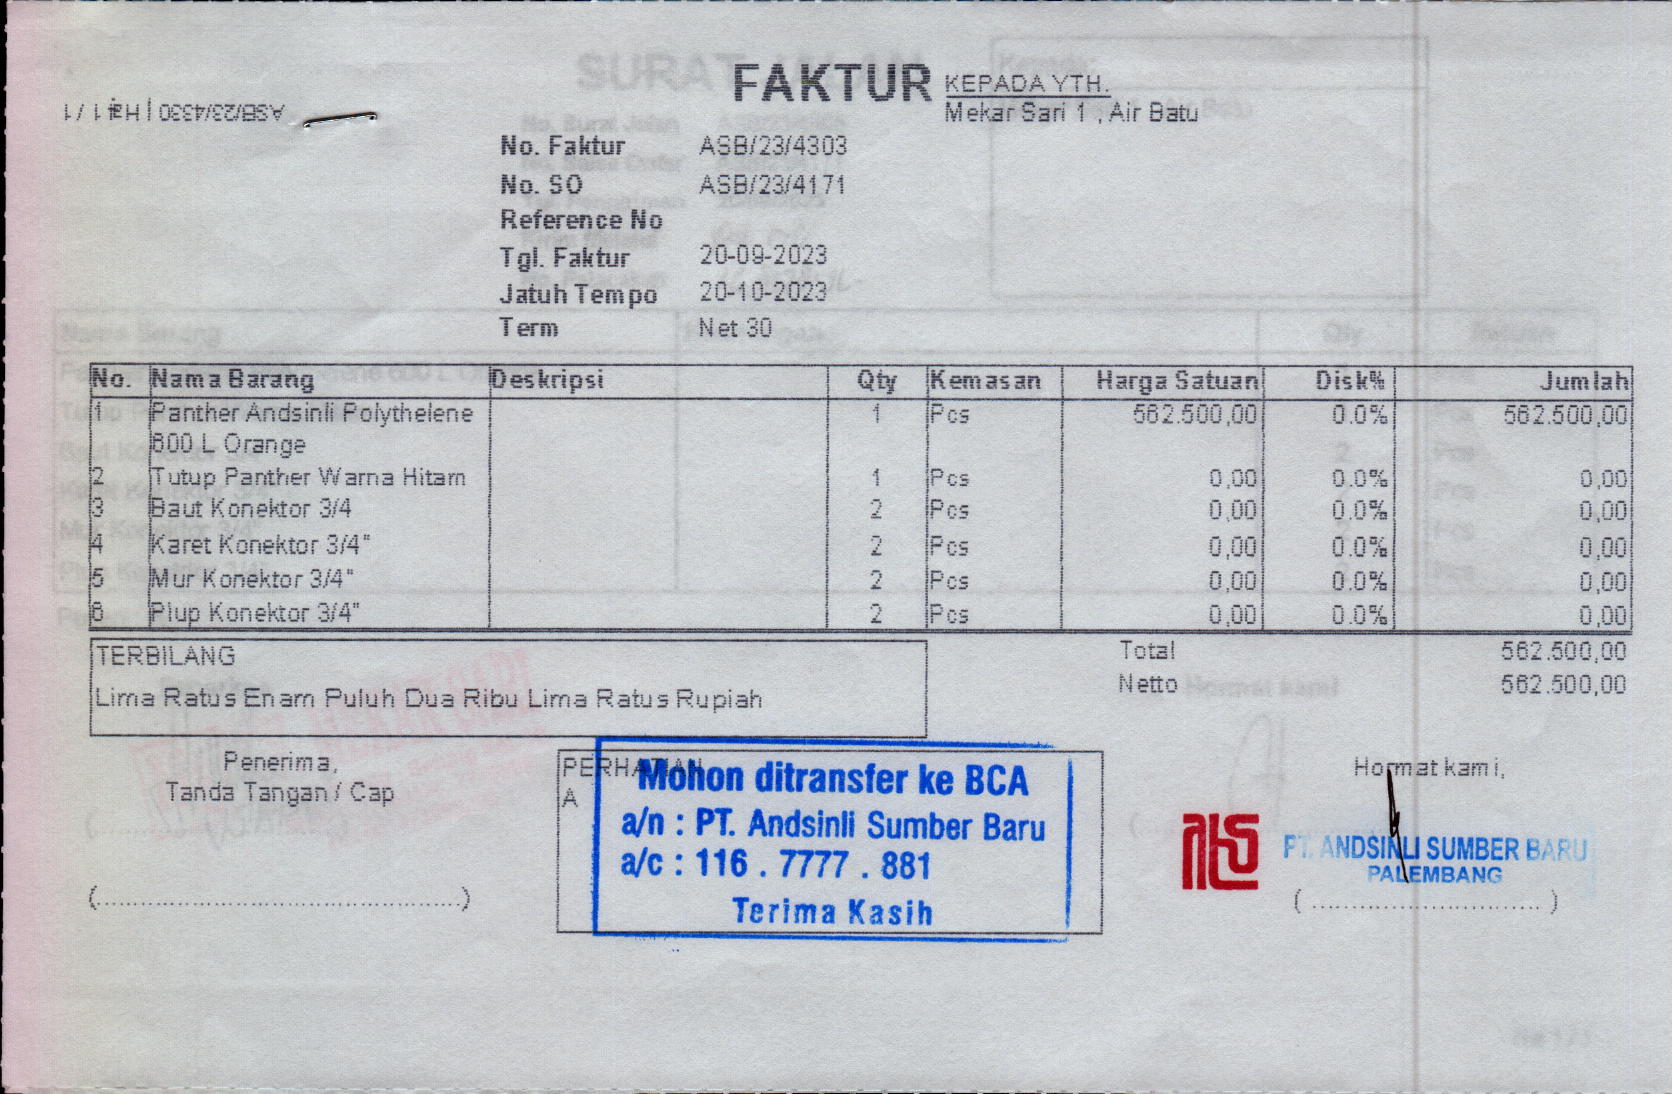 ASB/23/4330 | Hal 1 / 1
FAKTUR
KEPADA YTH.
Mekar Sari 1 , Air Batu
No. Faktur ASB/23/4303
No. SO ASB/23/4171
Reference No
Tgl. Faktur 20-09-2023
Jatuh Tempo 20-10-2023
Term Net 30
No. Nama Barang Deskripsi Qty Kemasan Harga Satuan Disk% Jumlah
1 Panther Andsinli Polythelene 1 Pcs 562.500,00 0.0% 562.500,00
600 L Orange
2 Tutup Panther Warna Hitam 1 Pcs 0,00 0.0% 0,00
3 Baut Konektor 3/4 2 Pcs 0,00 0.0% 0,00
4 Karet Konektor 3/4" 2 Pcs 0,00 0.0% 0,00
5 Mur Konektor 3/4" 2 Pcs 0,00 0.0% 0,00
6 Plup Konektor 3/4" 2 Pcs 0,00 0.0% 0,00
TERBILANG
Lima Ratus Enam Puluh Dua Ribu Lima Ratus Rupiah
Total 562.500,00
Netto 562.500,00
Penerima,
Tanda Tangan / Cap
(..............................................)
PERHATIAN
A
Mohon ditransfer ke BCA
a/n : PT. Andsinli Sumber Baru
a/c : 116 . 7777 . 881
Terima Kasih
Hormat kami,
PT. ANDSINLI SUMBER BARU
PALEMBANG
( ............................. )